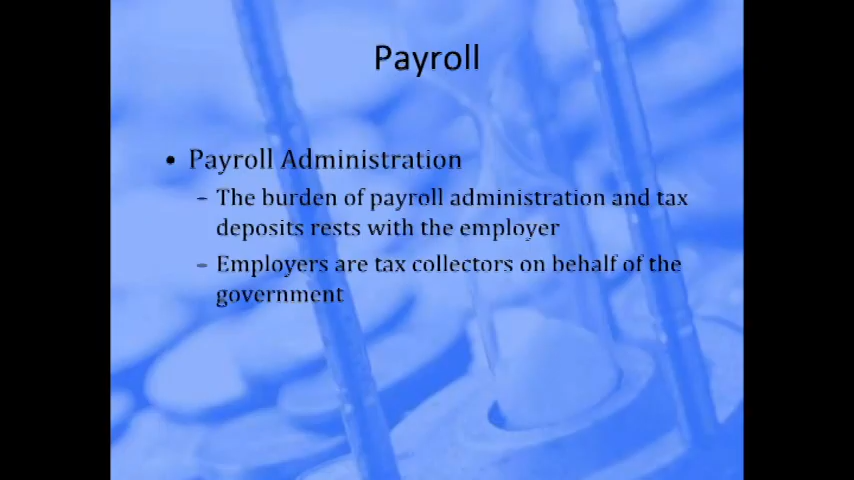 Payroll
• Payroll Administration
– The burden of payroll administration and tax
deposits rests with the employer
– Employers are tax collectors on behalf of the
government